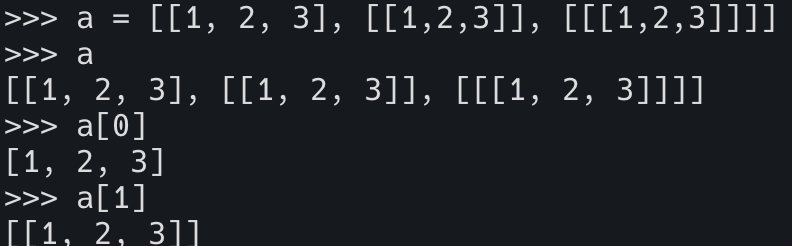 >>> a = [[1, 2, 3], [[1,2,3]], [[[1,2,3]]]]
>>> a
[[1, 2, 3], [[1, 2, 3]], [[[1, 2, 3]]]]
>>> a[0]
[1, 2, 3]
>>> a[1]
[[1, 2, 3]]